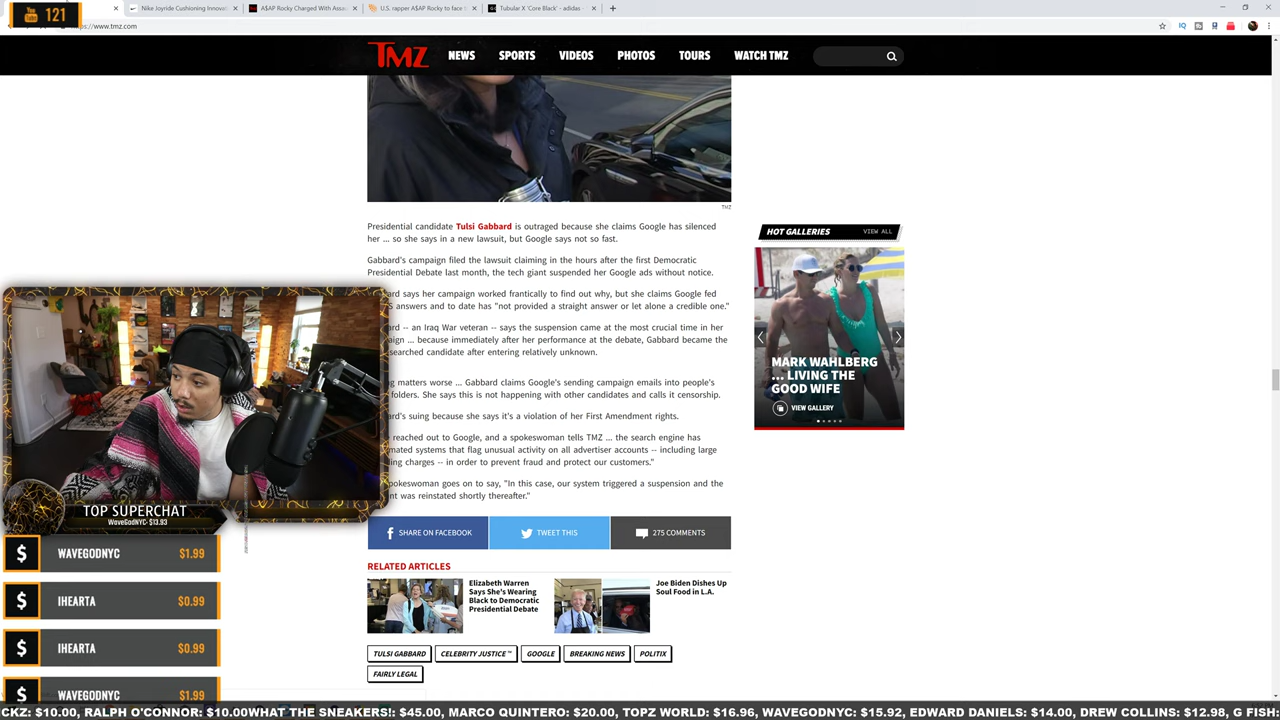 121
Nike Joyride Cushioning Innovat
A$AP Rocky Charged With Assau
U.S. rapper A$AP Rocky to face t
Tubular X 'Core Black' - adidas -
https://www.tmz.com
TMZ NEWS SPORTS VIDEOS PHOTOS TOURS WATCH TMZ
TMZ
Presidential candidate Tulsi Gabbard is outraged because she claims Google has silenced
her ... so she says in a new lawsuit, but Google says not so fast.
Gabbard's campaign filed the lawsuit claiming in the hours after the first Democratic
Presidential Debate last month, the tech giant suspended her Google ads without notice.
ard says her campaign worked frantically to find out why, but she claims Google fed
s answers and to date has "not provided a straight answer or let alone a credible one."
ard -- an Iraq War veteran -- says the suspension came at the most crucial time in her
aign ... because immediately after her performance at the debate, Gabbard became the
searched candidate after entering relatively unknown.
g matters worse ... Gabbard claims Google's sending campaign emails into people's
folders. She says this is not happening with other candidates and calls it censorship.
ard's suing because she says it's a violation of her First Amendment rights.
reached out to Google, and a spokeswoman tells TMZ ... the search engine has
mated systems that flag unusual activity on all advertiser accounts -- including large
ing charges -- in order to prevent fraud and protect our customers."
pokeswoman goes on to say, "In this case, our system triggered a suspension and the
nt was reinstated shortly thereafter."
SHARE ON FACEBOOK
TWEET THIS
275 COMMENTS
RELATED ARTICLES
Elizabeth Warren
Says She's Wearing
Black to Democratic
Presidential Debate
Joe Biden Dishes Up
Soul Food in L.A.
TULSI GABBARD CELEBRITY JUSTICE™ GOOGLE BREAKING NEWS POLITIX
FAIRLY LEGAL
HOT GALLERIES VIEW ALL
MARK WAHLBERG
... LIVING THE
GOOD WIFE
VIEW GALLERY
TOP SUPERCHAT
WaveGodNYC- $13.93
$ WAVEGODNYC $1.99
$ IHEARTA $0.99
$ IHEARTA $0.99
$ WAVEGODNYC $1.99
CKZ: $10.00, RALPH O'CONNOR: $10.00WHAT THE SNEAKERS!: $45.00, MARCO QUINTERO: $20.00, TOPZ WORLD: $16.96, WAVEGODNYC: $15.92, EDWARD DANIELS: $14.00, DREW COLLINS: $12.98, G FISH